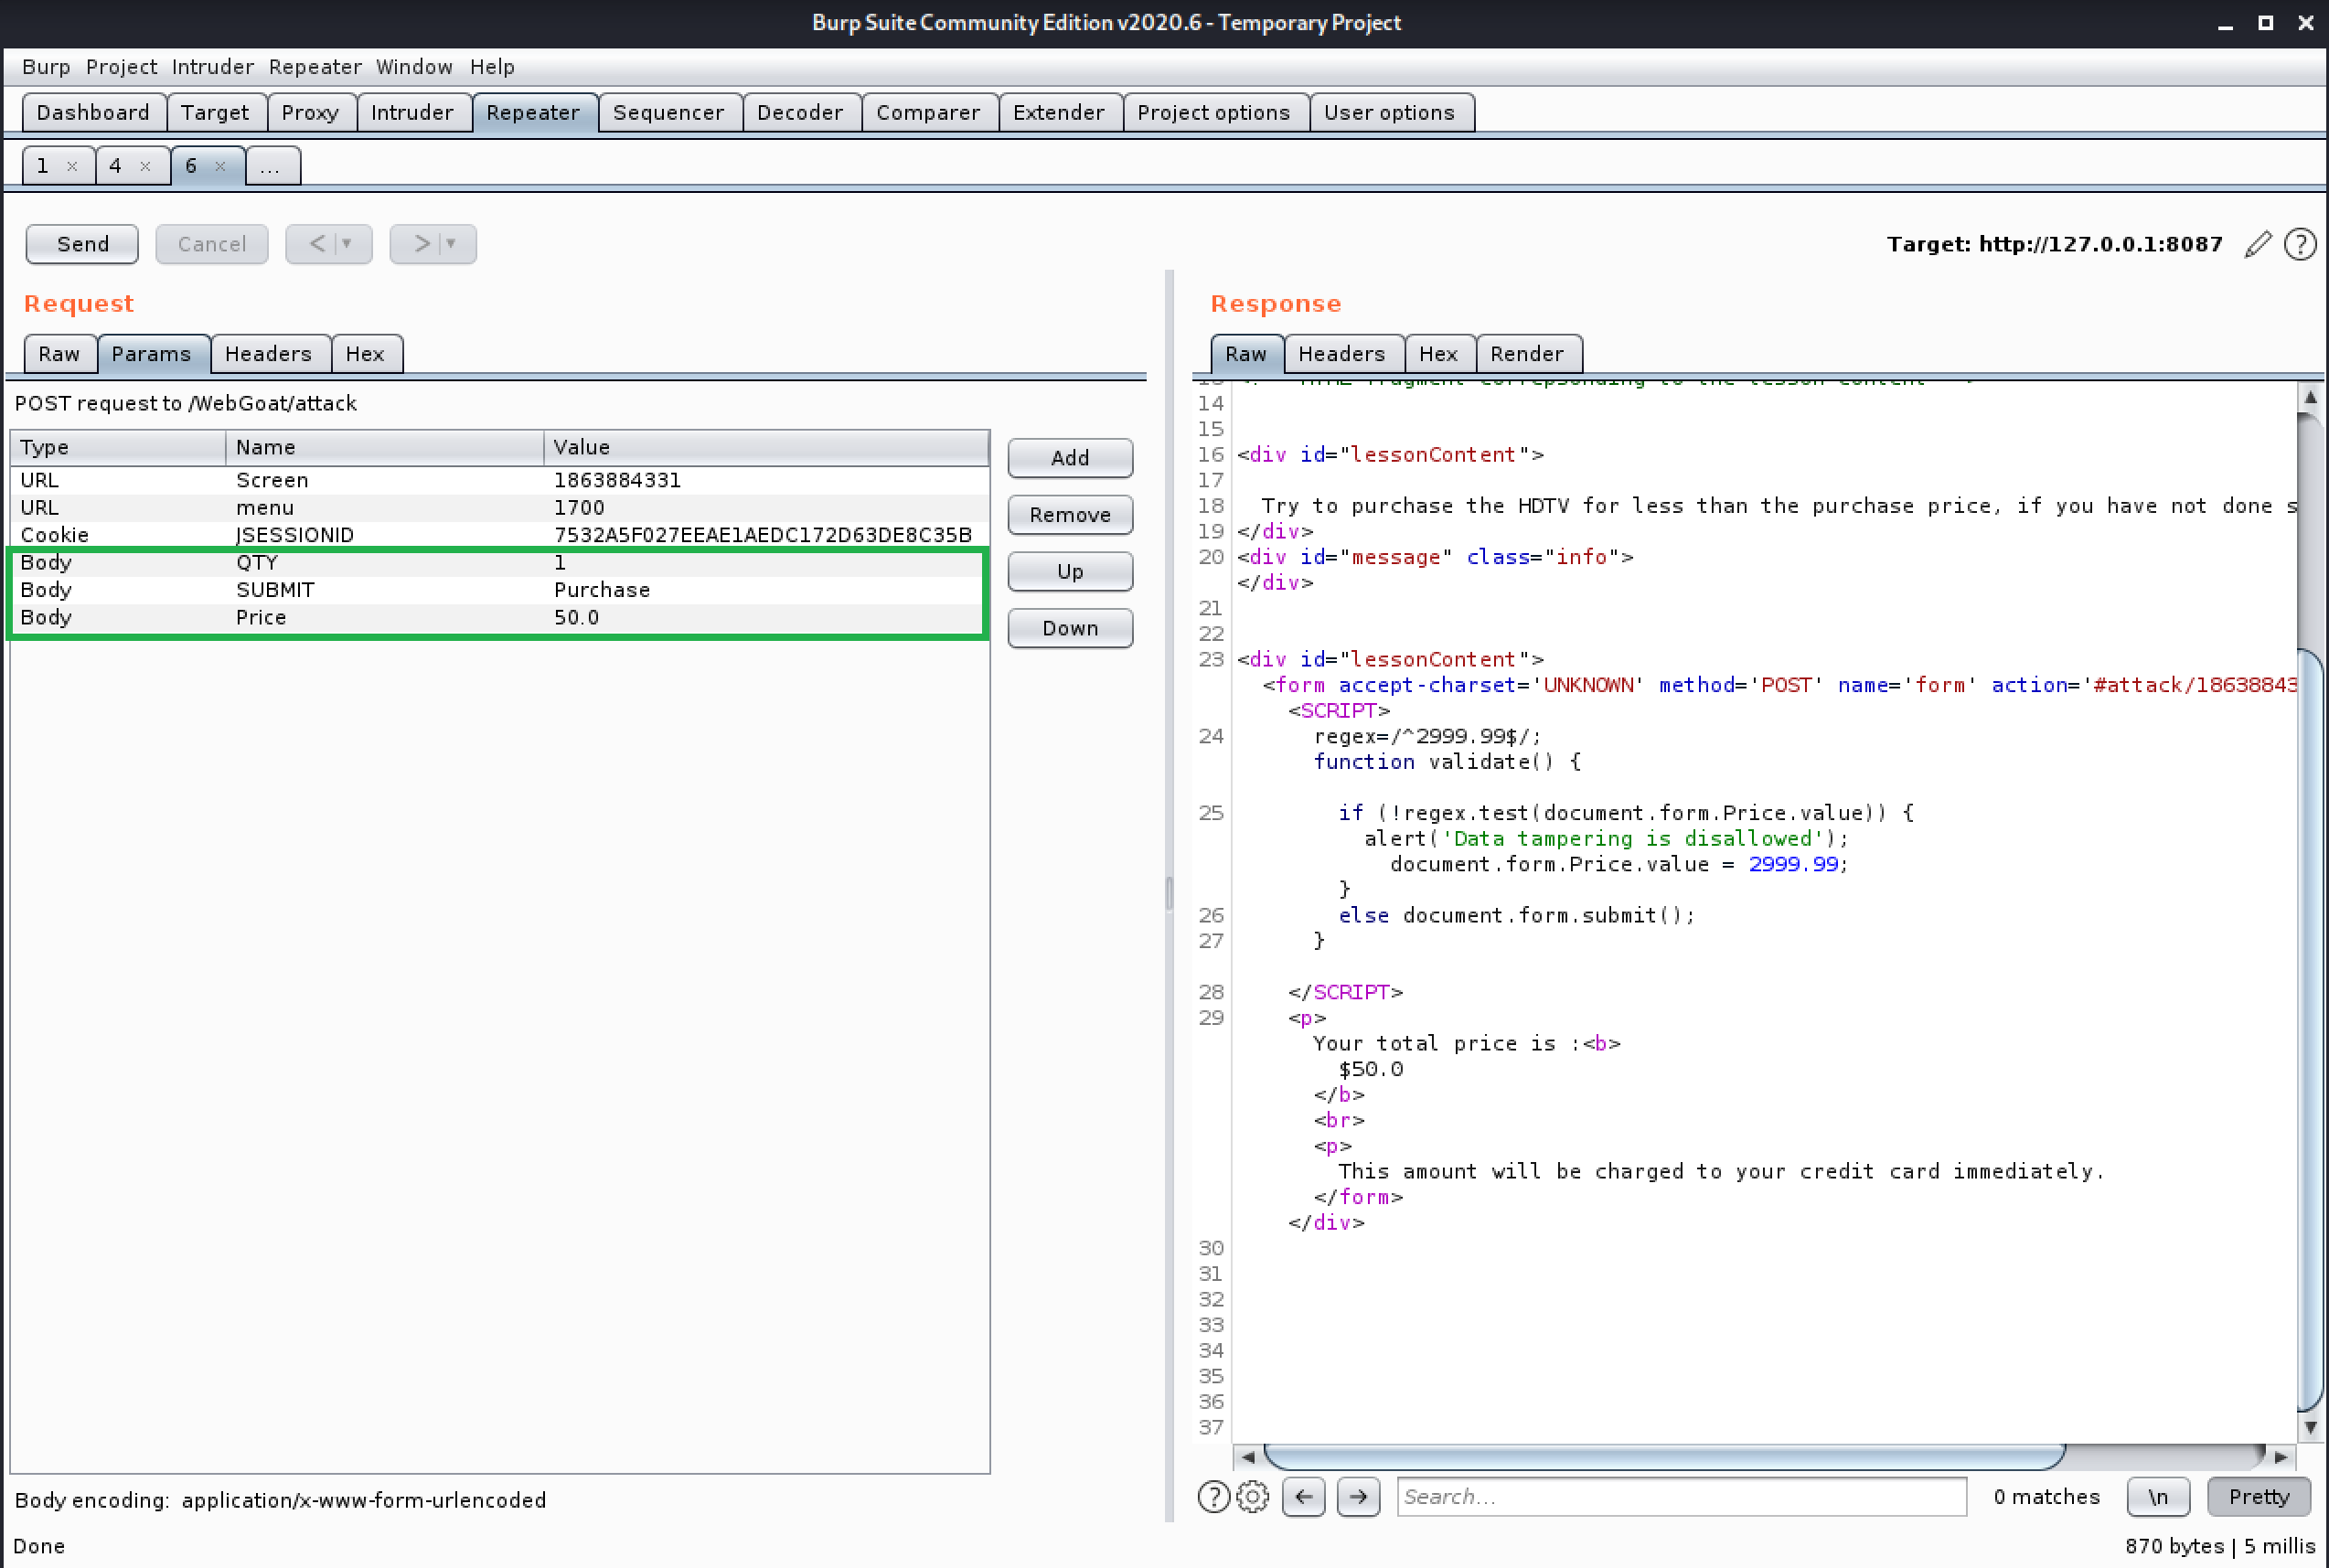 Burp Suite Community Edition v2020.6 - Temporary Project
Burp Project Intruder Repeater Window Help
Dashboard Target Proxy Intruder Repeater Sequencer Decoder Comparer Extender Project options User options
1 × 4 × 6 × ...
Send Cancel < > Target: http://127.0.0.1:8087 ?
Request
Raw Params Headers Hex
POST request to /WebGoat/attack
Type Name Value
URL Screen 1863884331
URL menu 1700
Cookie JSESSIONID 7532A5F027EEAE1AEDC172D63DE8C35B
Body QTY 1
Body SUBMIT Purchase
Body Price 50.0
Add
Remove
Up
Down
Body encoding: application/x-www-form-urlencoded
Done
Response
Raw Headers Hex Render
14
15
16 <div id="lessonContent">
17
18 Try to purchase the HDTV for less than the purchase price, if you have not done s
19 </div>
20 <div id="message" class="info">
</div>
21
22
23 <div id="lessonContent">
<form accept-charset='UNKNOWN' method='POST' name='form' action='#attack/18638843
<SCRIPT>
24 regex=/^2999.99$/;
function validate() {
25 if (!regex.test(document.form.Price.value)) {
alert('Data tampering is disallowed');
document.form.Price.value = 2999.99;
}
26 else document.form.submit();
27 }
28 </SCRIPT>
29 <p>
Your total price is :<b>
$50.0
</b>
<br>
<p>
This amount will be charged to your credit card immediately.
</form>
</div>
30
31
32
33
34
35
36
37
? Search... 0 matches \n Pretty
870 bytes | 5 millis